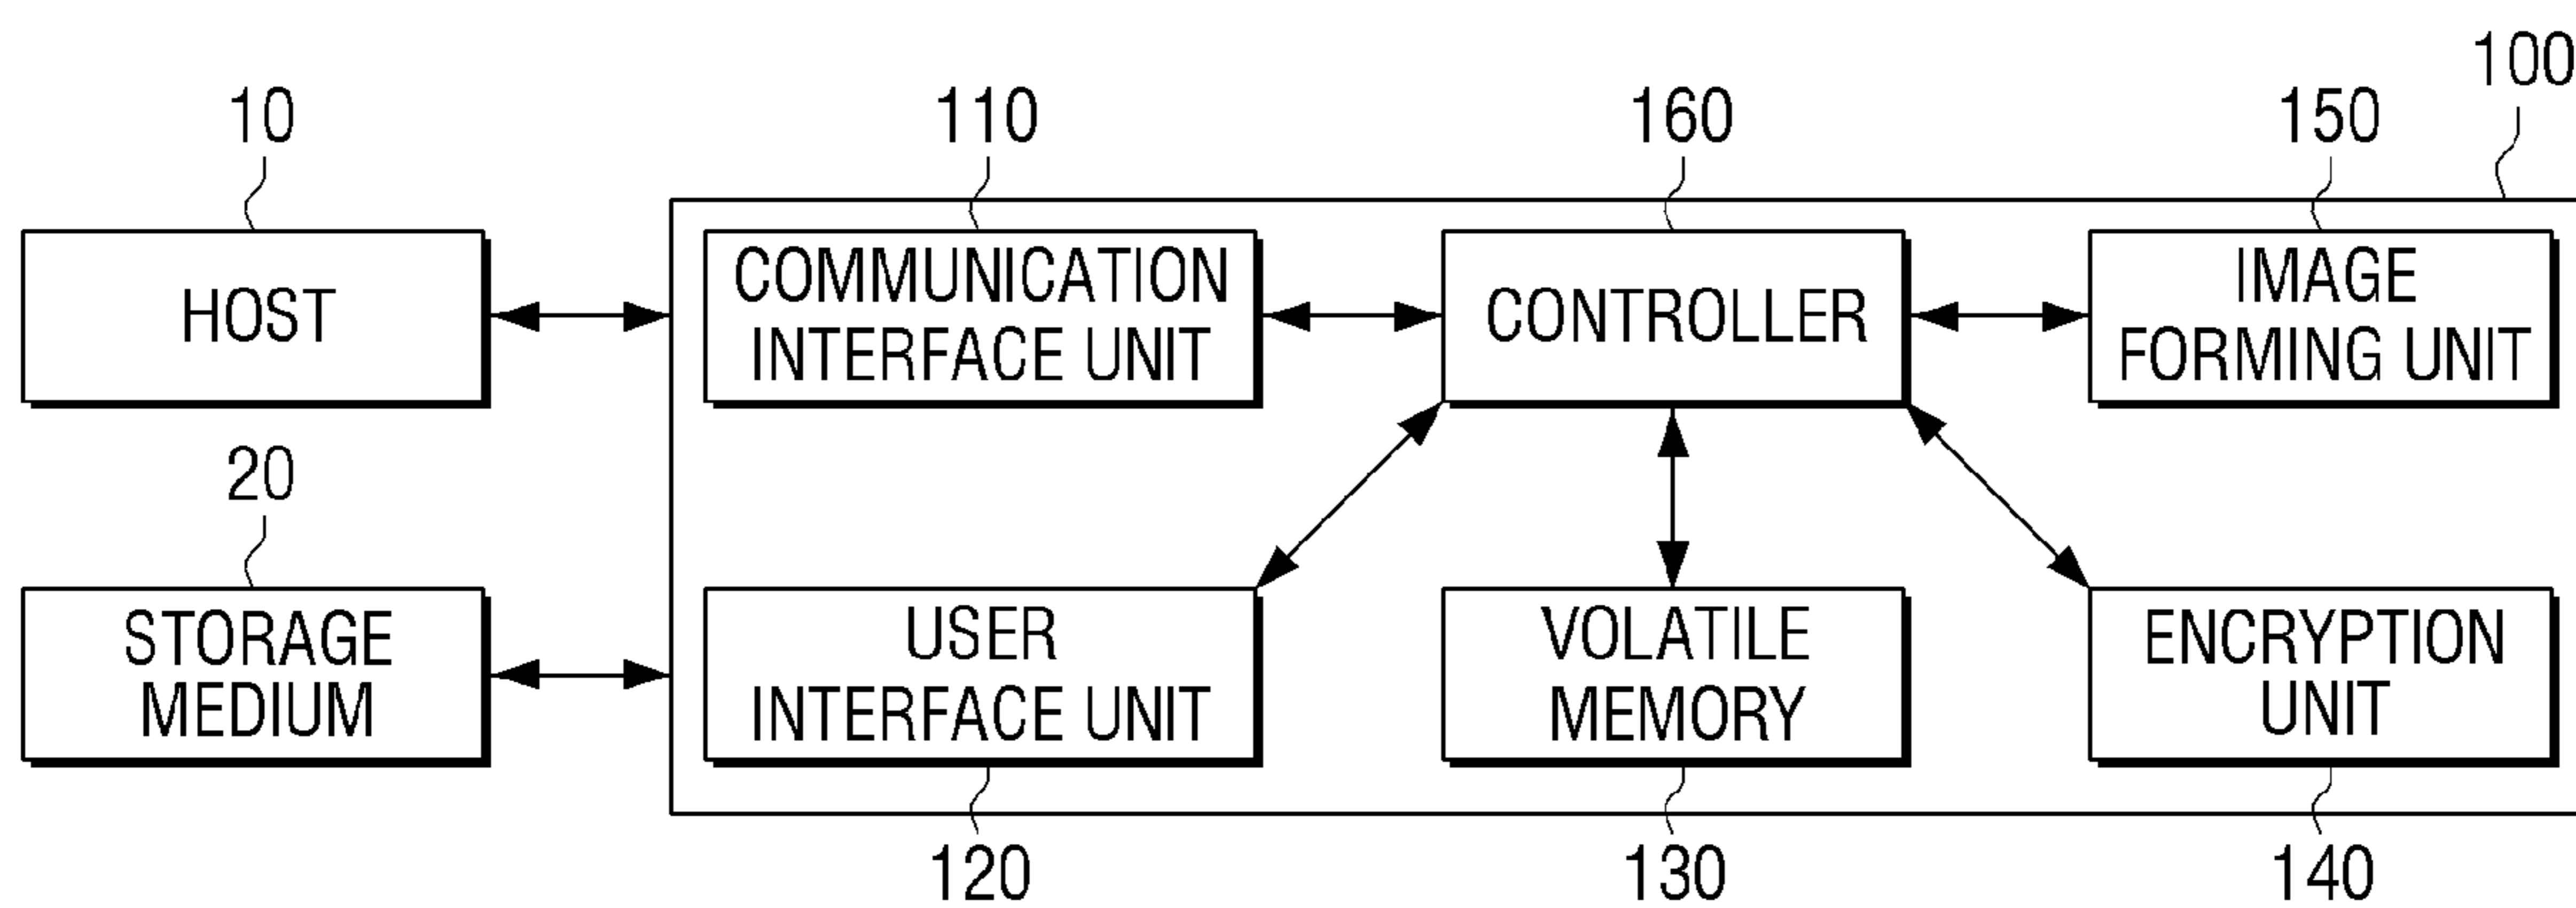 100
10
110
160
150
HOST
COMMUNICATION
INTERFACE UNIT
CONTROLLER
IMAGE
FORMING UNIT
20
STORAGE
MEDIUM
USER
INTERFACE UNIT
VOLATILE
MEMORY
ENCRYPTION
UNIT
120
130
140